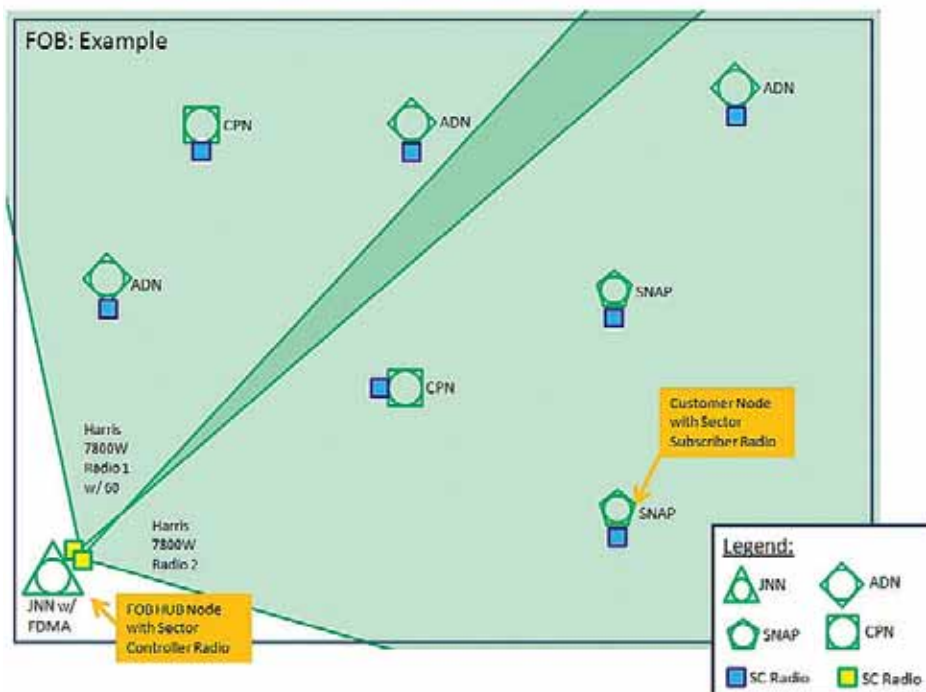 FOB: Example
CPN
ADN
ADN
ADN
SNAP
CPN
Customer Node
with Sector
Subscriber Radio
SNAP
Harris
7800W
Radio 1
w/ 60
Harris
7800W
Radio 2
JNN w/
FDMA
FOB HUB Node
with Sector
Controller Radio
Legend:
JNN
ADN
SNAP
CPN
SC Radio
SC Radio